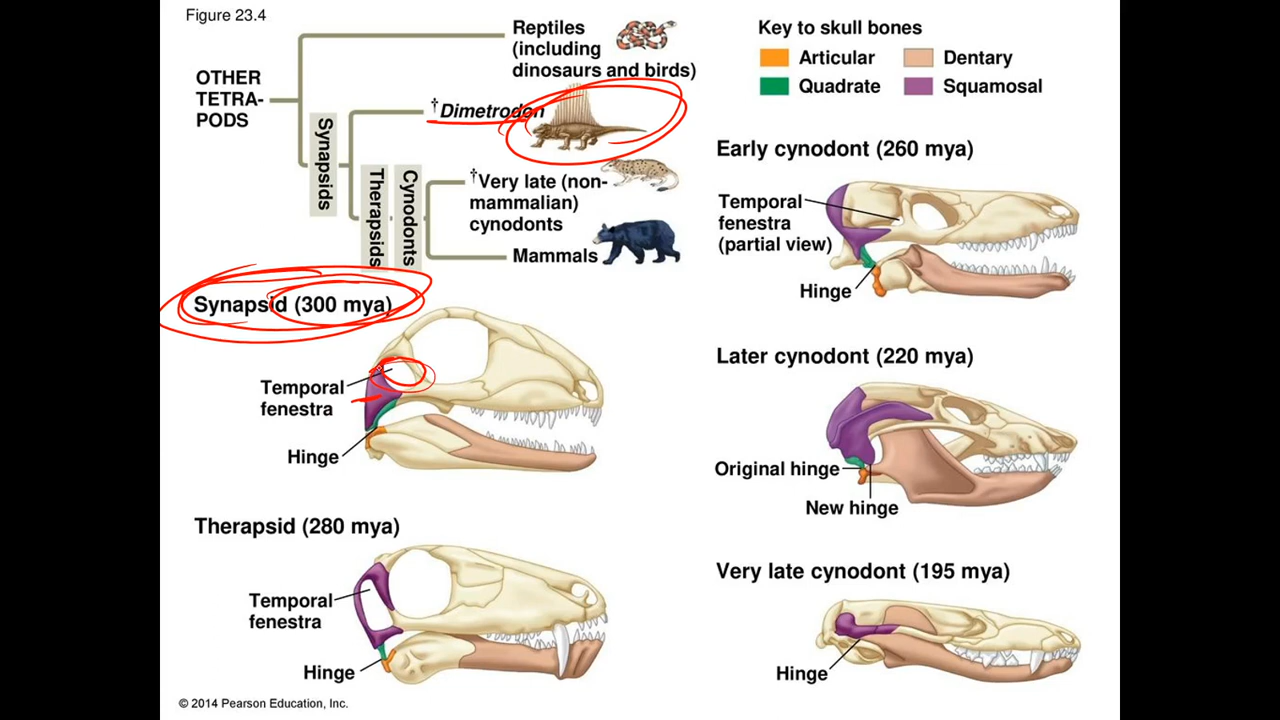 Figure 23.4
OTHER
TETRA-
PODS
Reptiles
(including
dinosaurs and birds)
†Dimetrodon
†Very late (non-
mammalian)
cynodonts
Mammals
Synapsids
Therapsids
Cynodonts
Key to skull bones
Articular
Quadrate
Dentary
Squamosal
Synapsid (300 mya)
Temporal
fenestra
Hinge
Therapsid (280 mya)
Temporal
fenestra
Hinge
Early cynodont (260 mya)
Temporal
fenestra
(partial view)
Hinge
Later cynodont (220 mya)
Original hinge
New hinge
Very late cynodont (195 mya)
Hinge
© 2014 Pearson Education, Inc.